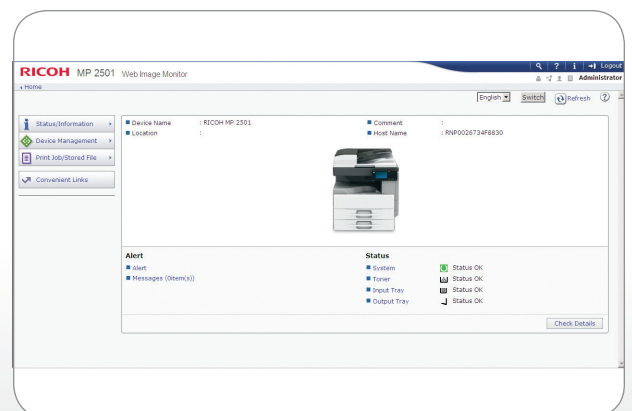 RICOH MP 2501 Web Image Monitor
? i Logout
Administrator
Home
English Switch Refresh ?
Status/Information
Device Management
Print Job/Stored File
Convenient Links
Device Name : RICOH MP 2501 Comment :
Location : Host Name : RNP0026734F8830
Alert Status
Alert System Status OK
Messages (0item(s)) Toner Status OK
Input Tray Status OK
Output Tray Status OK
Check Details